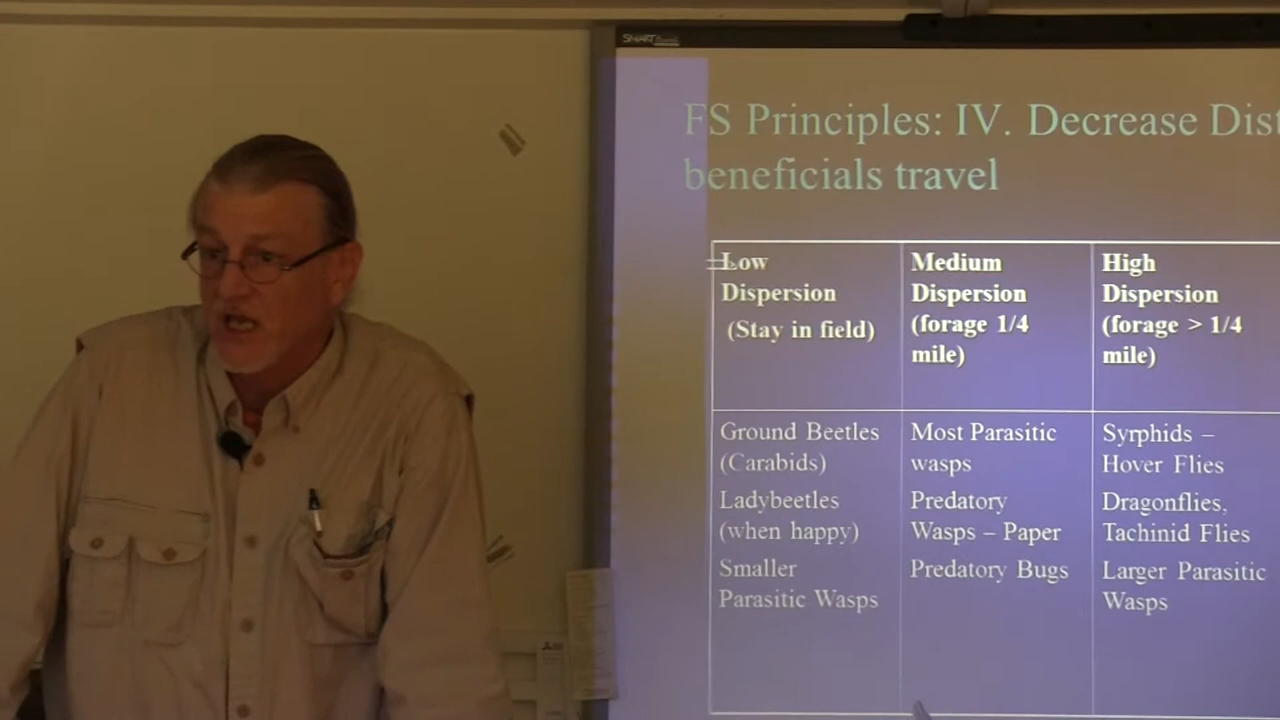 SMART
FS Principles: IV. Decrease
beneficials travel
Low
Dispersion
(Stay in field)
Medium
Dispersion
(forage 1/4
mile)
High
Dispersion
(forage > 1/4
mile)
Ground Beetles
(Carabids)
Ladybeetles
(when happy)
Smaller
Parasitic Wasps
Most Parasitic
wasps
Predatory
Wasps – Paper
Predatory Bugs
Syrphids –
Hover Flies
Dragonflies,
Tachinid Flies
Larger Parasitic
Wasps